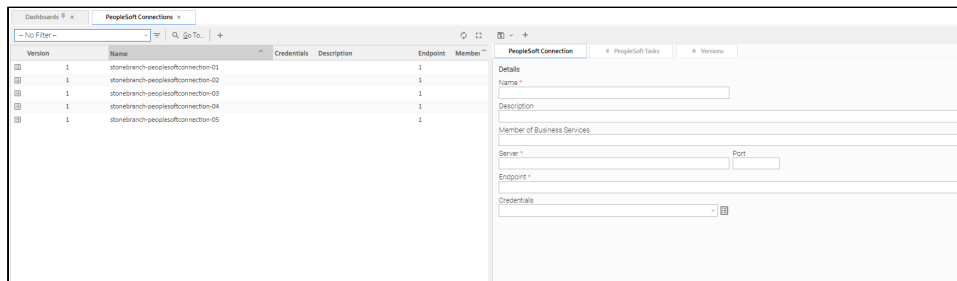 Dashboards
PeopleSoft Connections
-- No Filter --
Go To...
Version Name Credentials Description Endpoint Member
1 stonebranch-peoplesoftconnection-01 1
1 stonebranch-peoplesoftconnection-02 1
1 stonebranch-peoplesoftconnection-03 1
1 stonebranch-peoplesoftconnection-04 1
1 stonebranch-peoplesoftconnection-05 1
PeopleSoft Connection
PeopleSoft Tasks
Versions
Details
Name *
Description
Member of Business Services
Server * Port
Endpoint *
Credentials